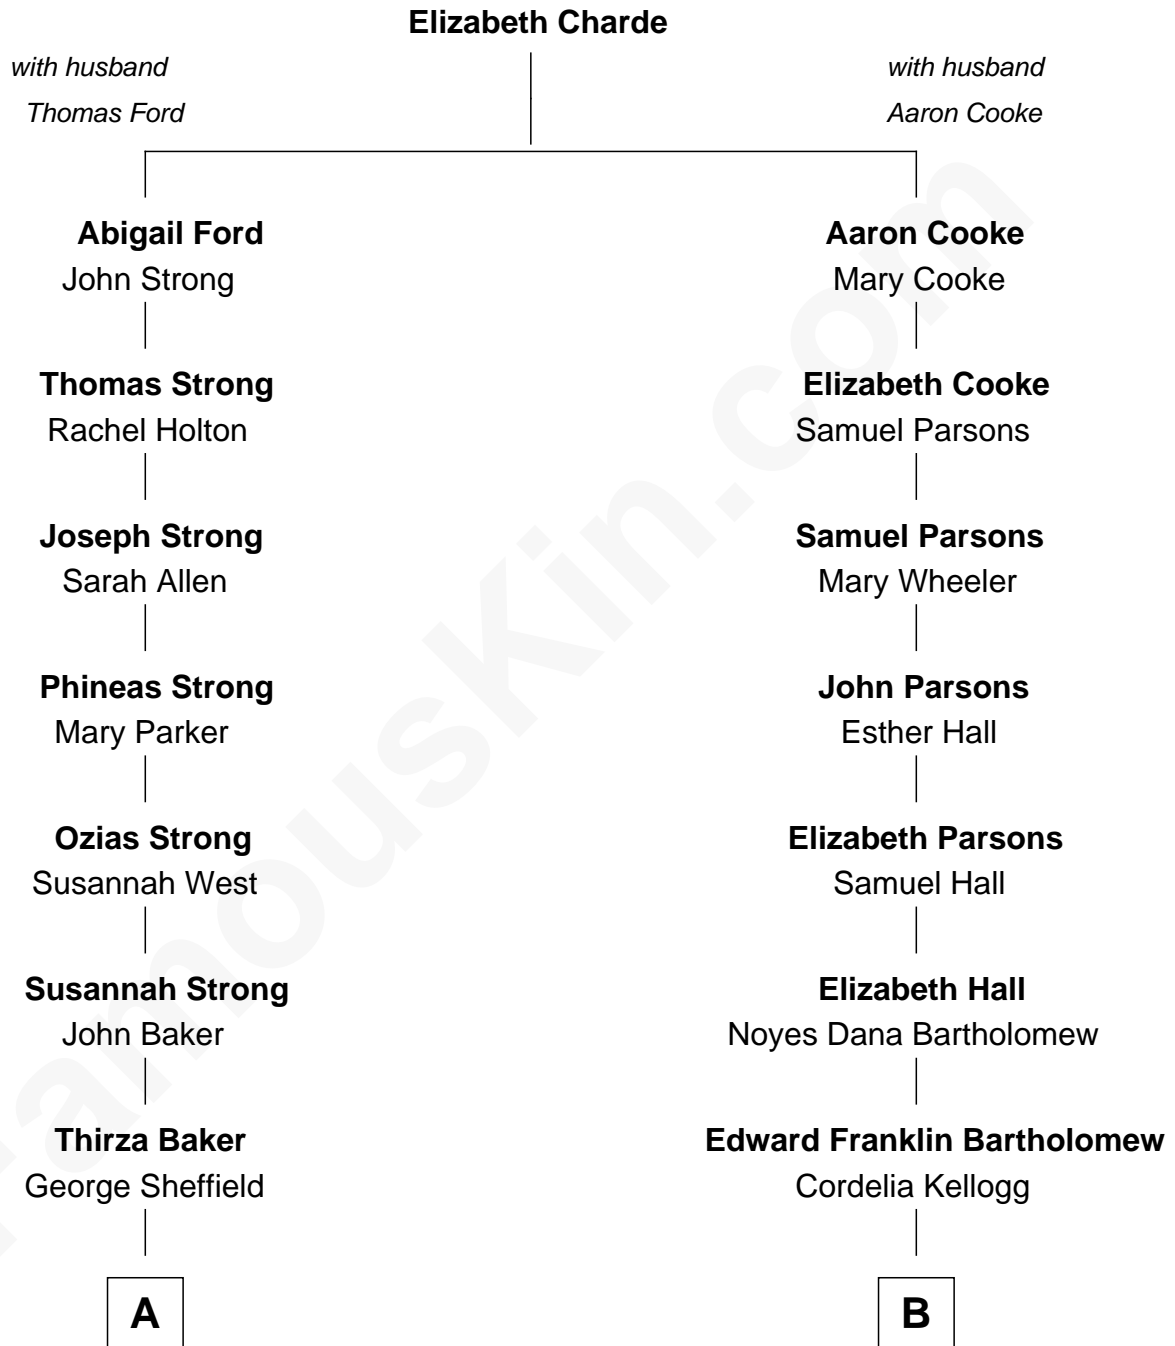 Elizabeth Charde
with husband
Thomas Ford
with husband
Aaron Cooke
Abigail Ford
John Strong
Aaron Cooke
Mary Cooke
Thomas Strong
Rachel Holton
Elizabeth Cooke
Samuel Parsons
Joseph Strong
Sarah Allen
Samuel Parsons
Mary Wheeler
Phineas Strong
Mary Parker
John Parsons
Esther Hall
Ozias Strong
Susannah West
Elizabeth Parsons
Samuel Hall
Susannah Strong
John Baker
Elizabeth Hall
Noyes Dana Bartholomew
Thirza Baker
George Sheffield
Edward Franklin Bartholomew
Cordelia Kellogg
A
B
FamousKin.com